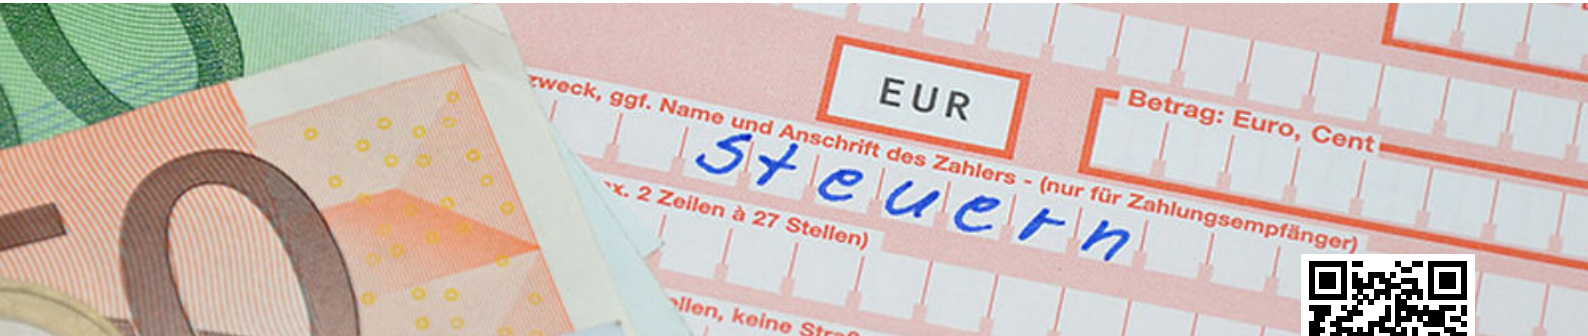 EUR
Betrag: Euro, Cent
zweck, ggf. Name und Anschrift des Zahlers - (nur für Zahlungsempfänger)
Steuern
x. 2 Zeilen à 27 Stellen)
ellen, keine